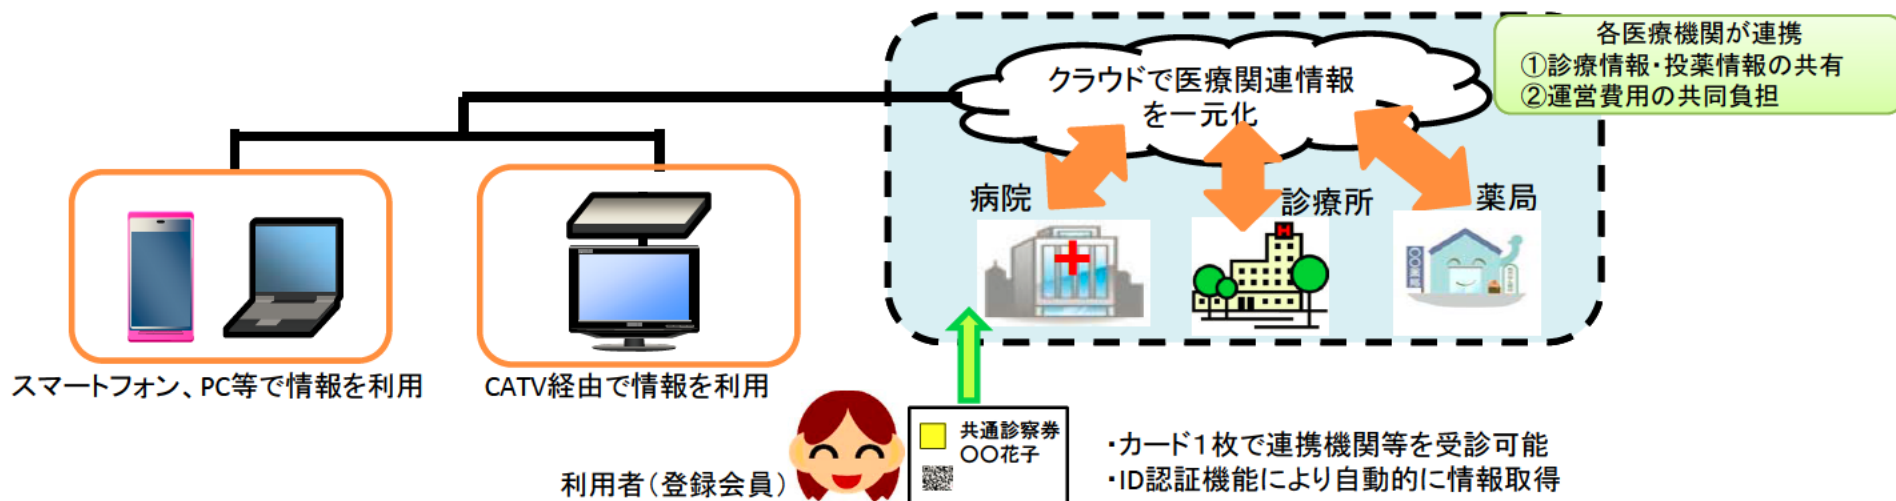 各医療機関が連携
①診療情報・投薬情報の共有
②運営費用の共同負担
クラウドで医療関連情報
を一元化
病院
診療所
薬局
スマートフォン、PC等で情報を利用
CATV経由で情報を利用
共通診察券
〇〇花子
利用者(登録会員)
・カード1枚で連携機関等を受診可能
・ID認証機能により自動的に情報取得